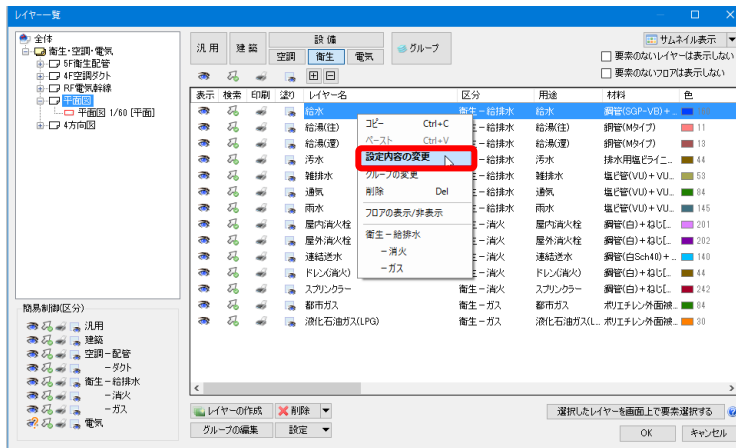 レイヤー一覧
全体
衛生・空調・電気
5F衛生配管
4F空調ダクト
RF電気幹線
平面図
平面図 1/60 [平面]
4方向図
簡易制御(区分)
汎用
建築
空調－配管
－ダクト
衛生－給排水
－消火
－ガス
電気
汎用 建築 設備 グループ サムネイル表示
空調 衛生 電気
要素のないレイヤーは表示しない
要素のないフロアは表示しない
表示 検索 印刷 塗り レイヤー名 区分 用途 材料 色
給水 衛生－給排水 給水 鋼管(SGP-VB)+...
給湯(往) 生－給排水 給湯(往) 銅管(Mタイプ) 11
給湯(還) 生－給排水 給湯(還) 銅管(Mタイプ) 13
汚水 生－給排水 汚水 排水用塩ビライニ... 44
雑排水 生－給排水 雑排水 塩ビ管(VU)+VU... 53
通気 生－給排水 通気 塩ビ管(VU)+VU... 84
雨水 生－給排水 雨水 塩ビ管(VU)+VU... 145
屋内消火栓 生－消火 屋内消火栓 鋼管(白)+ねじ[... 201
屋外消火栓 生－消火 屋外消火栓 鋼管(白)+ねじ[... 202
連結送水 生－消火 連結送水 鋼管(白Sch40)+... 140
ドレン(消火) 生－消火 ドレン(消火) 鋼管(白)+ねじ[... 44
スプリンクラー 衛生－消火 スプリンクラー 鋼管(白)+ねじ[... 242
都市ガス 衛生－ガス 都市ガス ポリエチレン外面被... 84
液化石油ガス(LPG) 衛生－ガス 液化石油ガス(L... ポリエチレン外面被... 30
コピー Ctrl+C
ペースト Ctrl+V
設定内容の変更
グループの変更
削除 Del
フロアの表示/非表示
衛生－給排水
－消火
－ガス
レイヤーの作成 削除 選択したレイヤーを画面上で要素選択する
グループの編集 設定 OK キャンセル